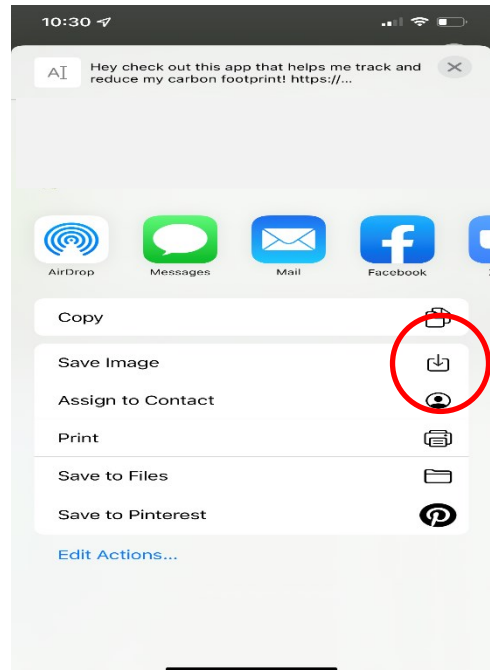 10:30
AI Hey check out this app that helps me track and
reduce my carbon footprint! https://...
AirDrop Messages Mail Facebook
Copy
Save Image
Assign to Contact
Print
Save to Files
Save to Pinterest
Edit Actions...